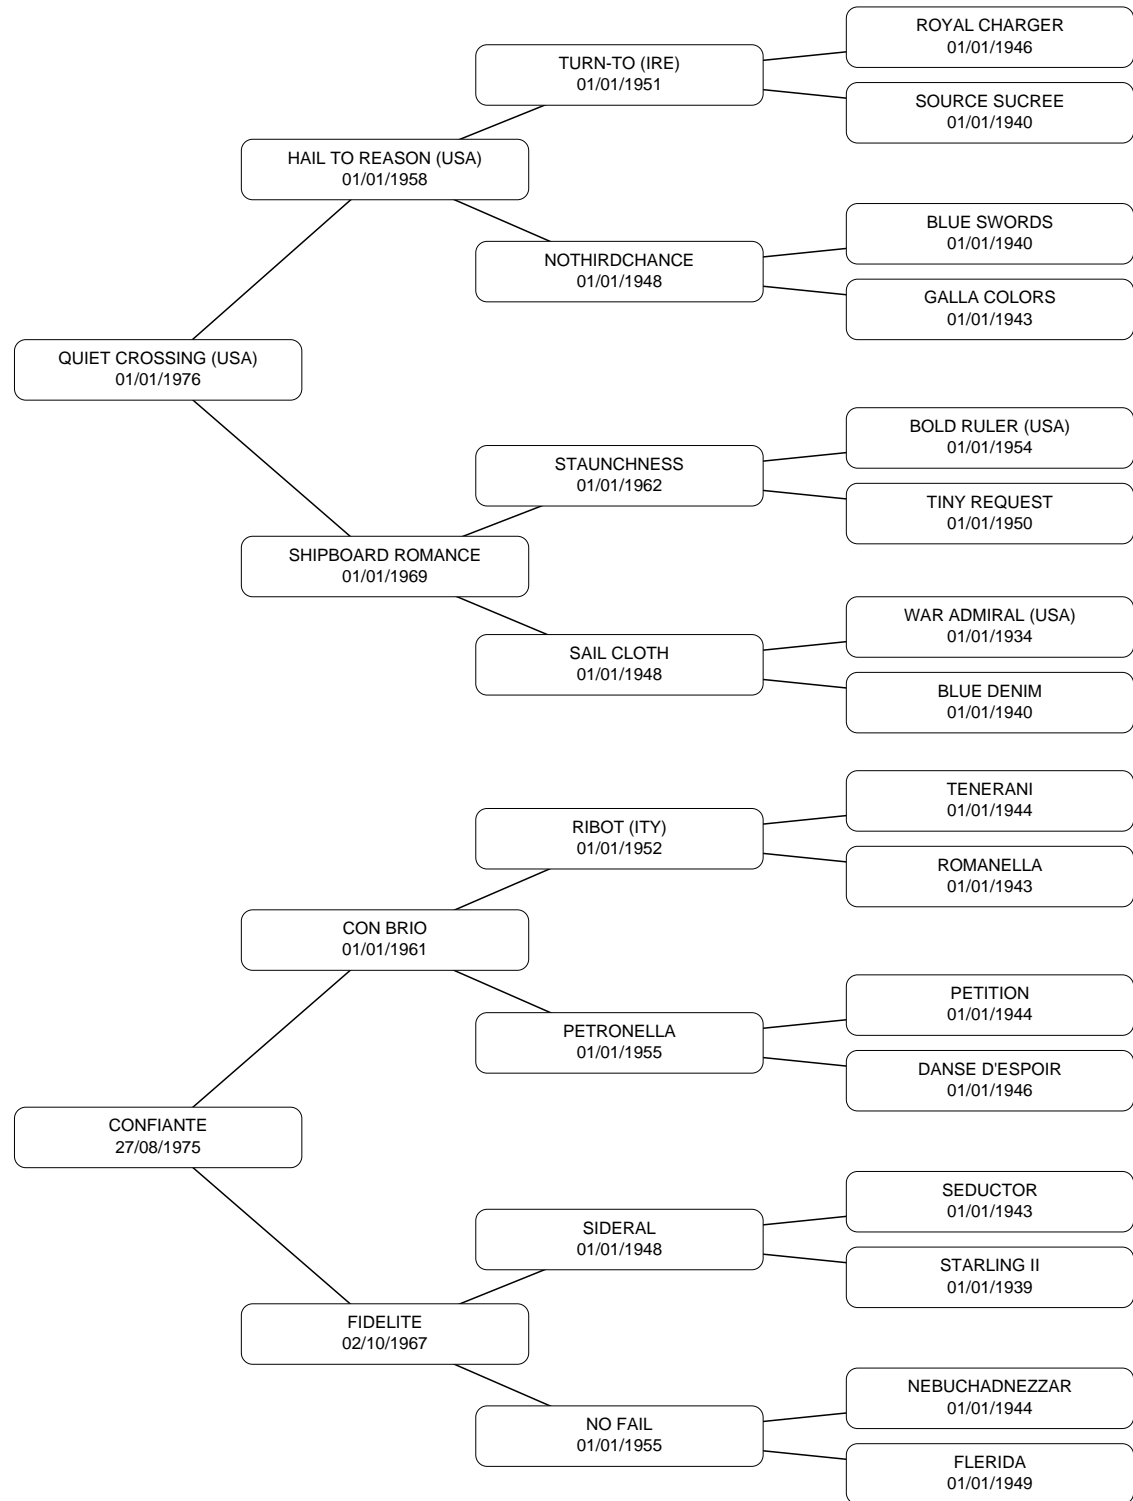 ROYAL CHARGER
01/01/1946
TURN-TO (IRE)
01/01/1951
SOURCE SUCREE
01/01/1940
HAIL TO REASON (USA)
01/01/1958
BLUE SWORDS
01/01/1940
NOTHIRDCHANCE
01/01/1948
GALLA COLORS
01/01/1943
QUIET CROSSING (USA)
01/01/1976
BOLD RULER (USA)
01/01/1954
STAUNCHNESS
01/01/1962
TINY REQUEST
01/01/1950
SHIPBOARD ROMANCE
01/01/1969
WAR ADMIRAL (USA)
01/01/1934
SAIL CLOTH
01/01/1948
BLUE DENIM
01/01/1940
TENERANI
01/01/1944
RIBOT (ITY)
01/01/1952
ROMANELLA
01/01/1943
CON BRIO
01/01/1961
PETITION
01/01/1944
PETRONELLA
01/01/1955
DANSE D'ESPOIR
01/01/1946
CONFIANTE
27/08/1975
SEDUCTOR
01/01/1943
SIDERAL
01/01/1948
STARLING II
01/01/1939
FIDELITE
02/10/1967
NEBUCHADNEZZAR
01/01/1944
NO FAIL
01/01/1955
FLERIDA
01/01/1949